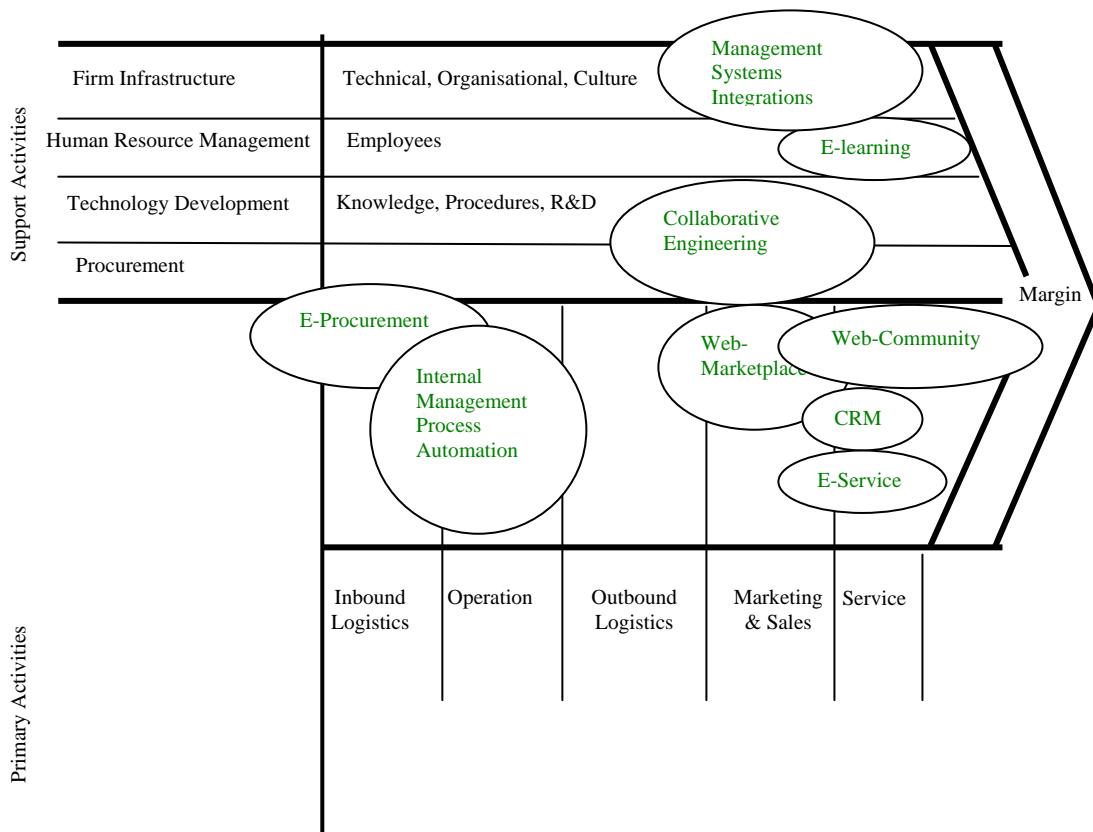 Management
Systems
Integrations
Firm Infrastructure
Technical, Organisational, Culture
Support Activities
Human Resource Management
Employees
E-learning
Technology Development
Knowledge, Procedures, R&D
Collaborative
Engineering
Procurement
Margin
E-Procurement
Web-
Marketplace
Web-Community
Internal
Management
Process
Automation
CRM
E-Service
Inbound
Logistics
Operation
Outbound
Logistics
Marketing
& Sales
Service
Primary Activities